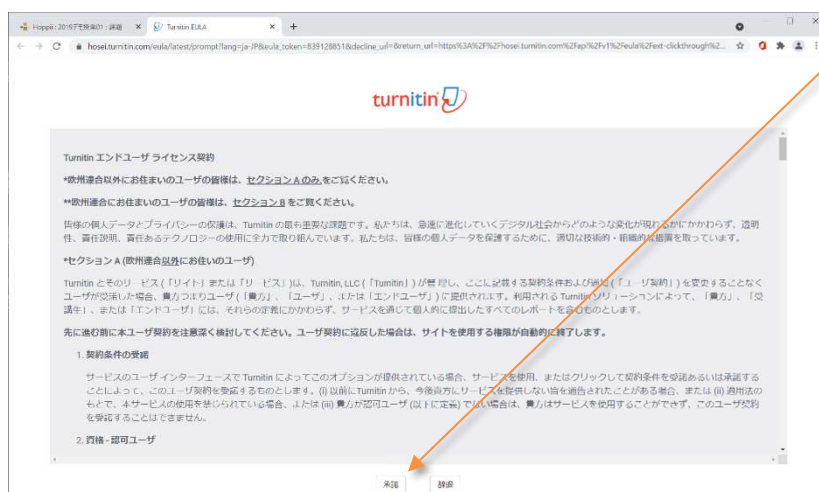 Hoppii : 2019テモ授業01 : 課題
Turnitin EULA
hosei.turnitin.com/eula/latest/prompt?lang=ja-JP&eula_token=839128851&decline_url=&return_url=https%3A%2F%2Fhosei.turnitin.com%2Fapi%2Fv1%2Feula%2Fext-clickthrough%2...
turnitin
Turnitin エンドユーザ ライセンス契約
*欧州連合以外にお住まいのユーザの皆様は、セクション A のみ,をご覧ください。
**欧州連合にお住まいのユーザの皆様は、セクション B をご覧ください。
皆様の個人データとプライバシーの保護は、Turnitin の最も重要な課題です。私たちは、急速に進化していくデジタル社会からどのような変化が現れるかにかかわらず、透明
性、責任説明、責任あるテクノロジーの使用に全力で取り組んでいます。私たちは、皆様の個人データを保護するために、適切な技術的・組織的な措置を取っています。
*セクション A (欧州連合以外にお住いのユーザ)
Turnitin とそのサービス (「サイト」または「サービス」)は、Turnitin, LLC (「Turnitin」) が管理し、ここに記載する契約条件および通知 (「ユーザ契約」) を変更することなく
ユーザが受諾した場合、貴方つまりユーザ (「貴方」、「ユーザ」、または「エンドユーザ」) に提供されます。利用される Turnitin ソリューションによって、「貴方」、「受
講生」、または「エンドユーザ」には、それらの定義にかかわらず、サービスを通じて個人的に提出したすべてのレポートを含むものとします。
先に進む前に本ユーザ契約を注意深く検討してください。ユーザ契約に違反した場合は、サイトを使用する権限が自動的に終了します。
1. 契約条件の受諾
サービスのユーザ インターフェースで Turnitin によってこのオプションが提供されている場合、サービスを使用、またはクリックして契約条件を受諾あるいは承諾する
ことによって、このユーザ契約を受諾するものとします。(i) 以前にTurnitin から、今後貴方にサービスを提供しない旨を通告されたことがある場合、または (ii) 適用法の
もとで、本サービスの使用を禁じられている場合、または (iii) 貴方が認可ユーザ (以下に定義) ではない場合は、貴方はサービスを使用することができず、このユーザ契約
を受諾することはできません。
2. 資格 - 認可ユーザ
承諾
辞退